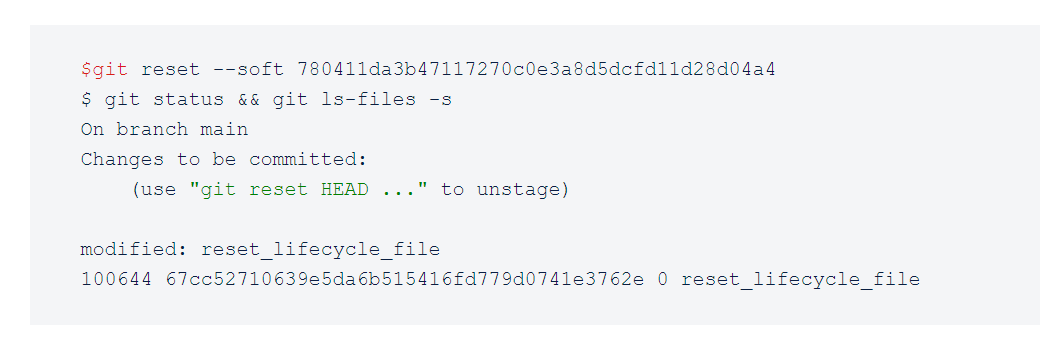 $git reset --soft 780411da3b47117270c0e3a8d5dcfd11d28d04a4
$ git status && git ls-files -s
On branch main
Changes to be committed:
(use "git reset HEAD ..." to unstage)
modified: reset_lifecycle_file
100644 67cc52710639e5da6b515416fd779d0741e3762e 0 reset_lifecycle_file